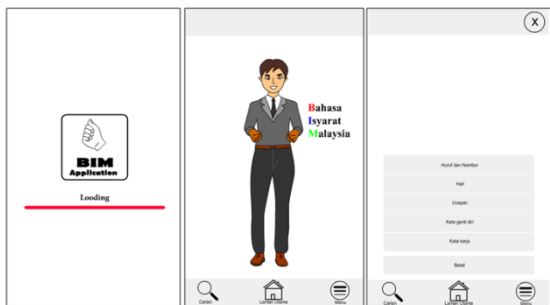 BIM
Application
Looding
Bahasa
Isyarat
Malaysia
Carian
Laman Utama
Menu
X
Huruf dan Nombor
Hari
Ucapan
Kata ganti diri
Kata kerja
Batal
Carian
Laman Utama
Menu